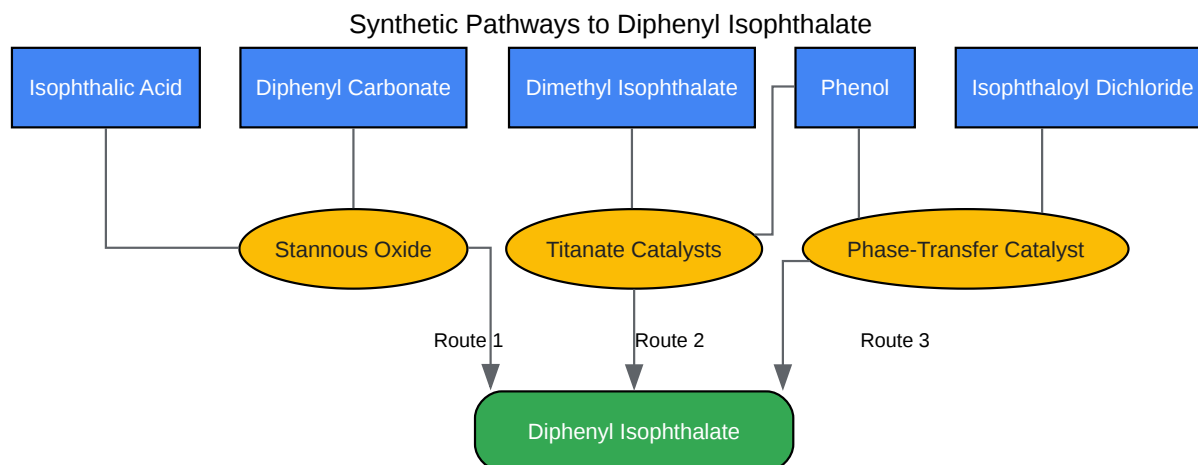 Synthetic Pathways to Diphenyl Isophthalate
Isophthalic Acid
Diphenyl Carbonate
Dimethyl Isophthalate
Phenol
Isophthaloyl Dichloride
Stannous Oxide
Titanate Catalysts
Phase-Transfer Catalyst
Route 1
Route 2
Route 3
Diphenyl Isophthalate